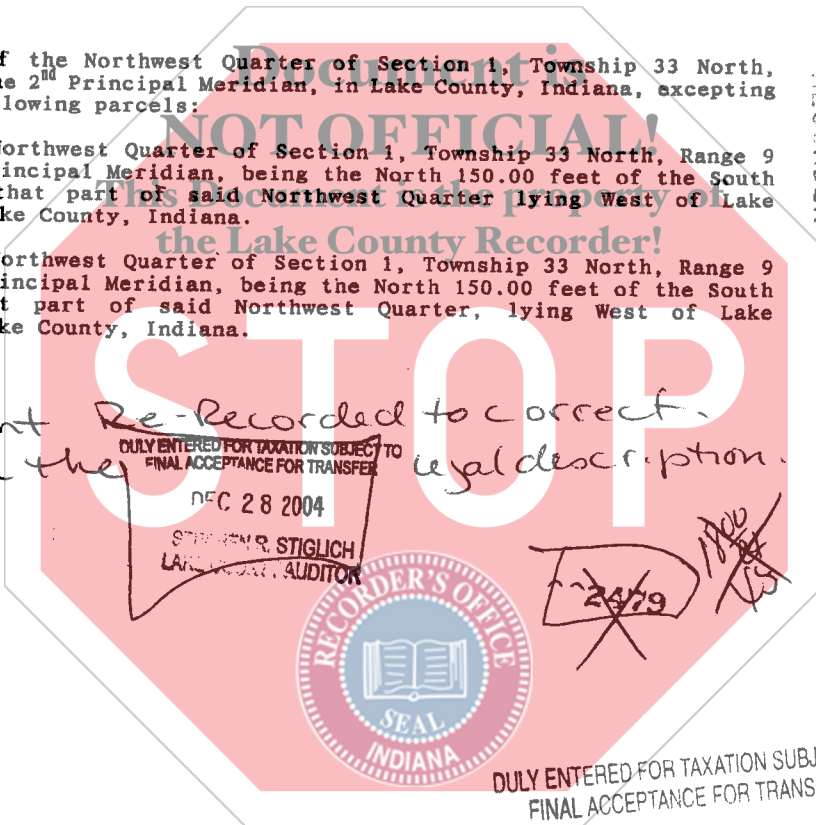 f the Northwest Quarter of Section 1, Township 33 North,
e 2nd Principal Meridian, in Lake County, Indiana, excepting
llowing parcels:
Document is
NOT OFFICIAL!
This Document is the property of
the Lake County Recorder!
STOP
orthwest Quarter of Section 1, Township 33 North, Range 9
incipal Meridian, being the North 150.00 feet of the South
that part of said Northwest Quarter lying West of Lake
ke County, Indiana.
orthwest Quarter of Section 1, Township 33 North, Range 9
incipal Meridian, being the North 150.00 feet of the South
t part of said Northwest Quarter, lying West of Lake
ke County, Indiana.
nt Re-Recorded to correct.
the legal description.
DULY ENTERED FOR TAXATION SUBJECT TO
FINAL ACCEPTANCE FOR TRANSFER
DEC 28 2004
R. STIGLICH
AUDITOR
2479
RECORDER'S OFFICE
SEAL
INDIANA
DULY ENTERED FOR TAXATION SUBJ
FINAL ACCEPTANCE FOR TRANS